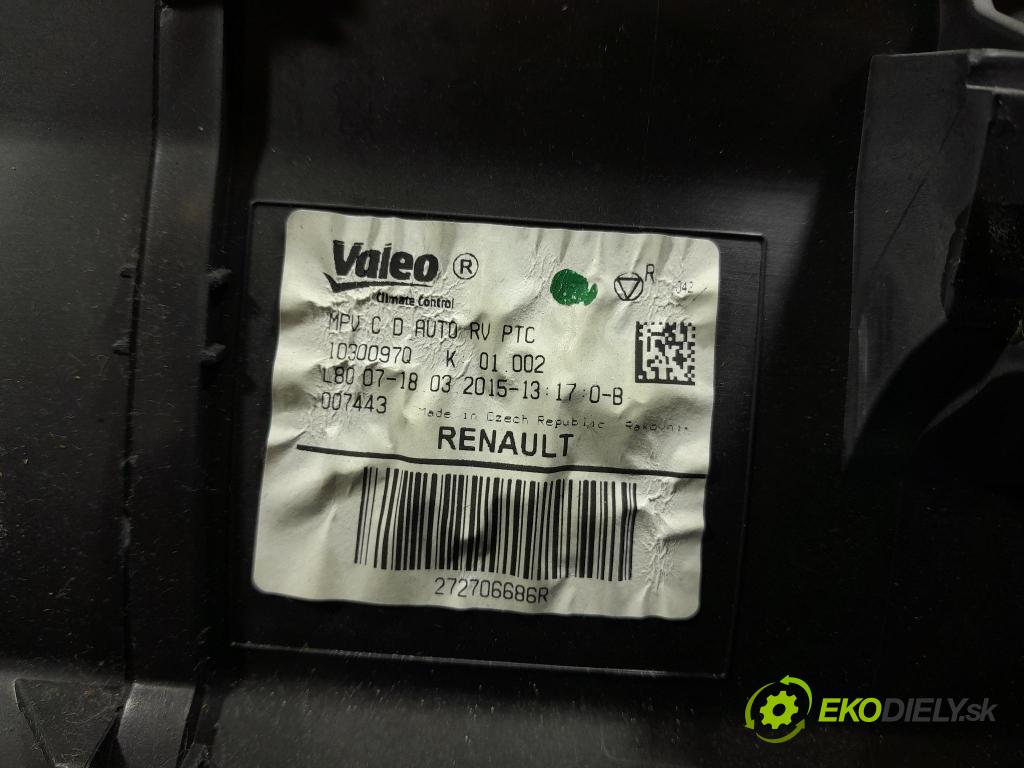 Valeo ®
Climate Control
R
MPV C D AUTO RV PTC
1030097Q K 01.002
L80 07-18 03 2015-13:17:0-B
007443 Made in Czech Republic Rakovnik
RENAULT
272706686R
EKODIELY.sk